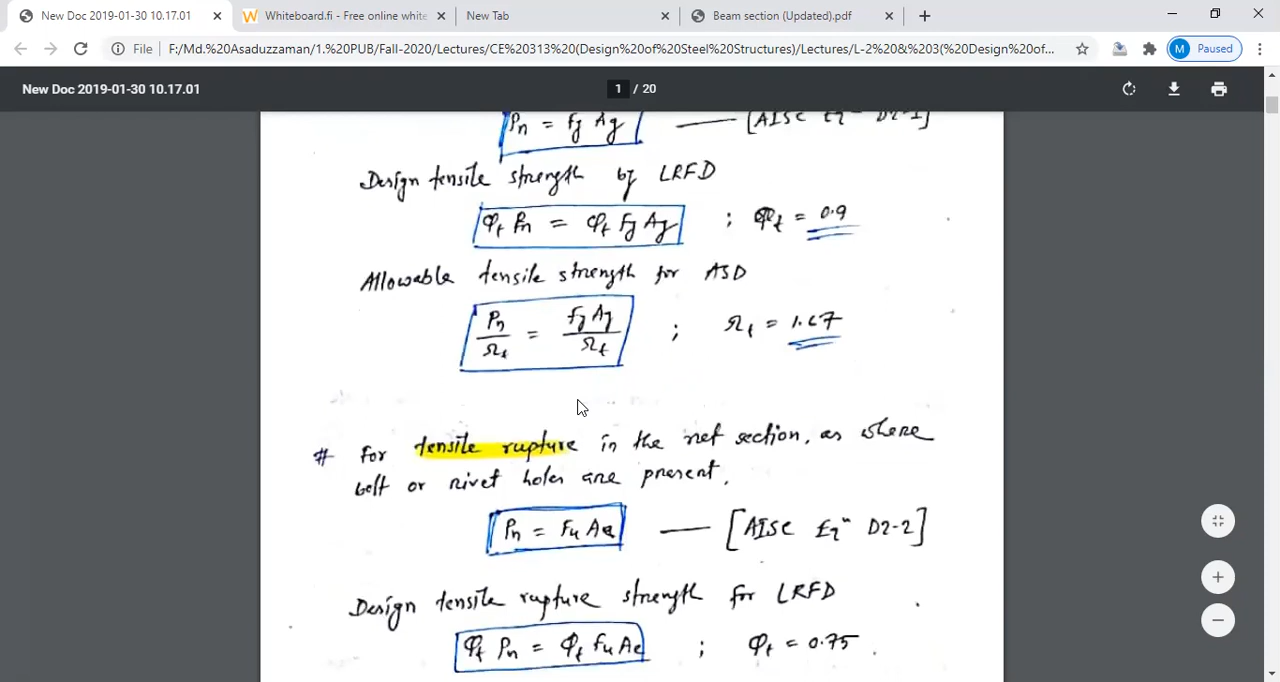 New Doc 2019-01-30 10.17.01
Whiteboard.fi - Free online white
New Tab
Beam section (Updated).pdf
File
F:/Md.%20Asaduzzaman/1.%20PUB/Fall-2020/Lectures/CE%20313%20(Design%20of%20Steel%20Structures)/Lectures/L-2%20&%203(%20Design%20of...
M Paused
New Doc 2019-01-30 10.17.01
1 / 20
Pn = Fy Ag — [AISC Eqn D2-1]
Design tensile strength by LRFD
φt Pn = φt Fy Ag ; φt = 0.9
Allowable tensile strength for ASD
Pn/Ωt = Fy Ag/Ωt ; Ωt = 1.67
# For tensile rupture in the net section, as where
bolt or rivet holes are present,
Pn = Fu Ae — [AISC Eqn D2-2]
Design tensile rupture strength for LRFD
φt Pn = φt Fu Ae ; φt = 0.75